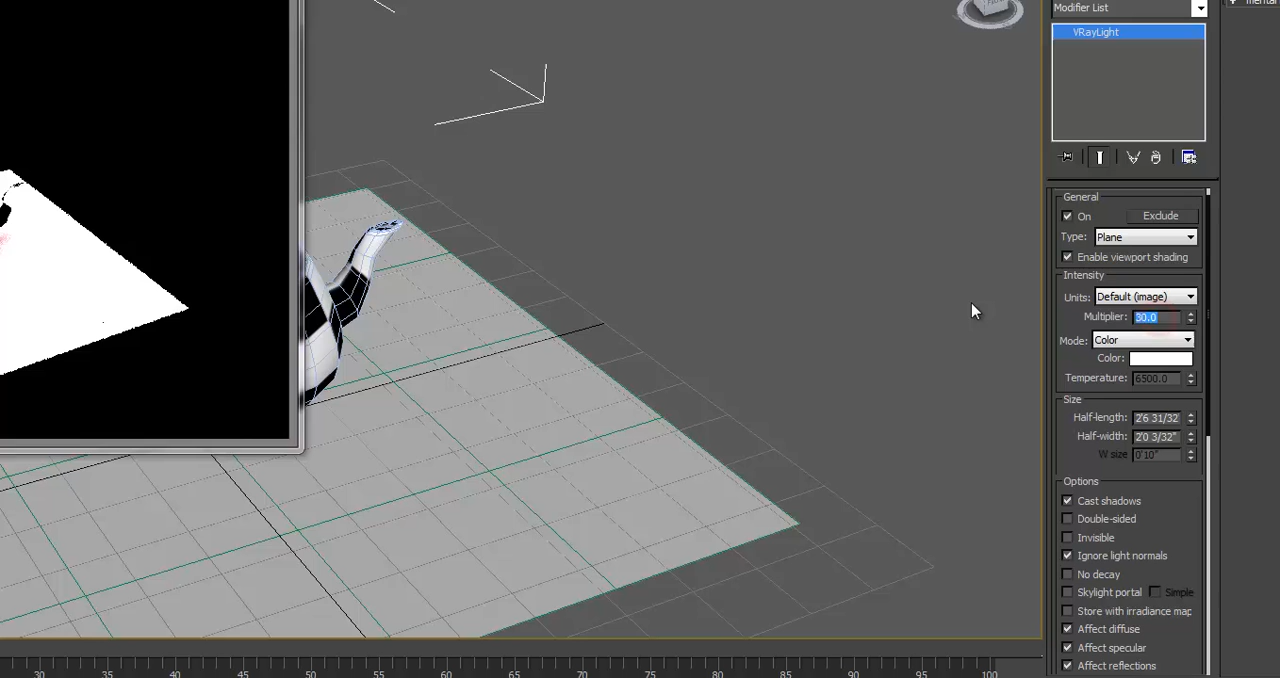 Modifier List
VRayLight
General
On
Exclude
Type:
Plane
Enable viewport shading
Intensity
Units:
Default (image)
Multiplier:
30.0
Mode:
Color
Color:
Temperature:
6500.0
Size
Half-length:
2'6 31/32
Half-width:
2'0 3/32"
W size
0'10"
Options
Cast shadows
Double-sided
Invisible
Ignore light normals
No decay
Skylight portal
Simple
Store with irradiance map
Affect diffuse
Affect specular
Affect reflections
30 40 45 50 55 60 65 70 75 80 85 90 95 100